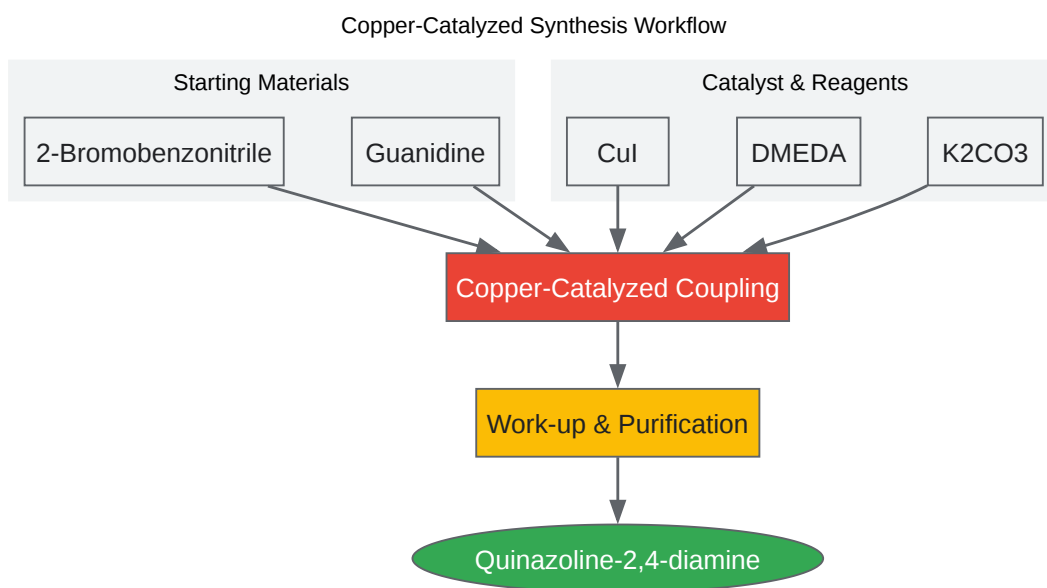 Copper-Catalyzed Synthesis Workflow
Starting Materials
Catalyst & Reagents
2-Bromobenzonitrile
Guanidine
CuI
DMEDA
K2CO3
Copper-Catalyzed Coupling
Work-up & Purification
Quinazoline-2,4-diamine